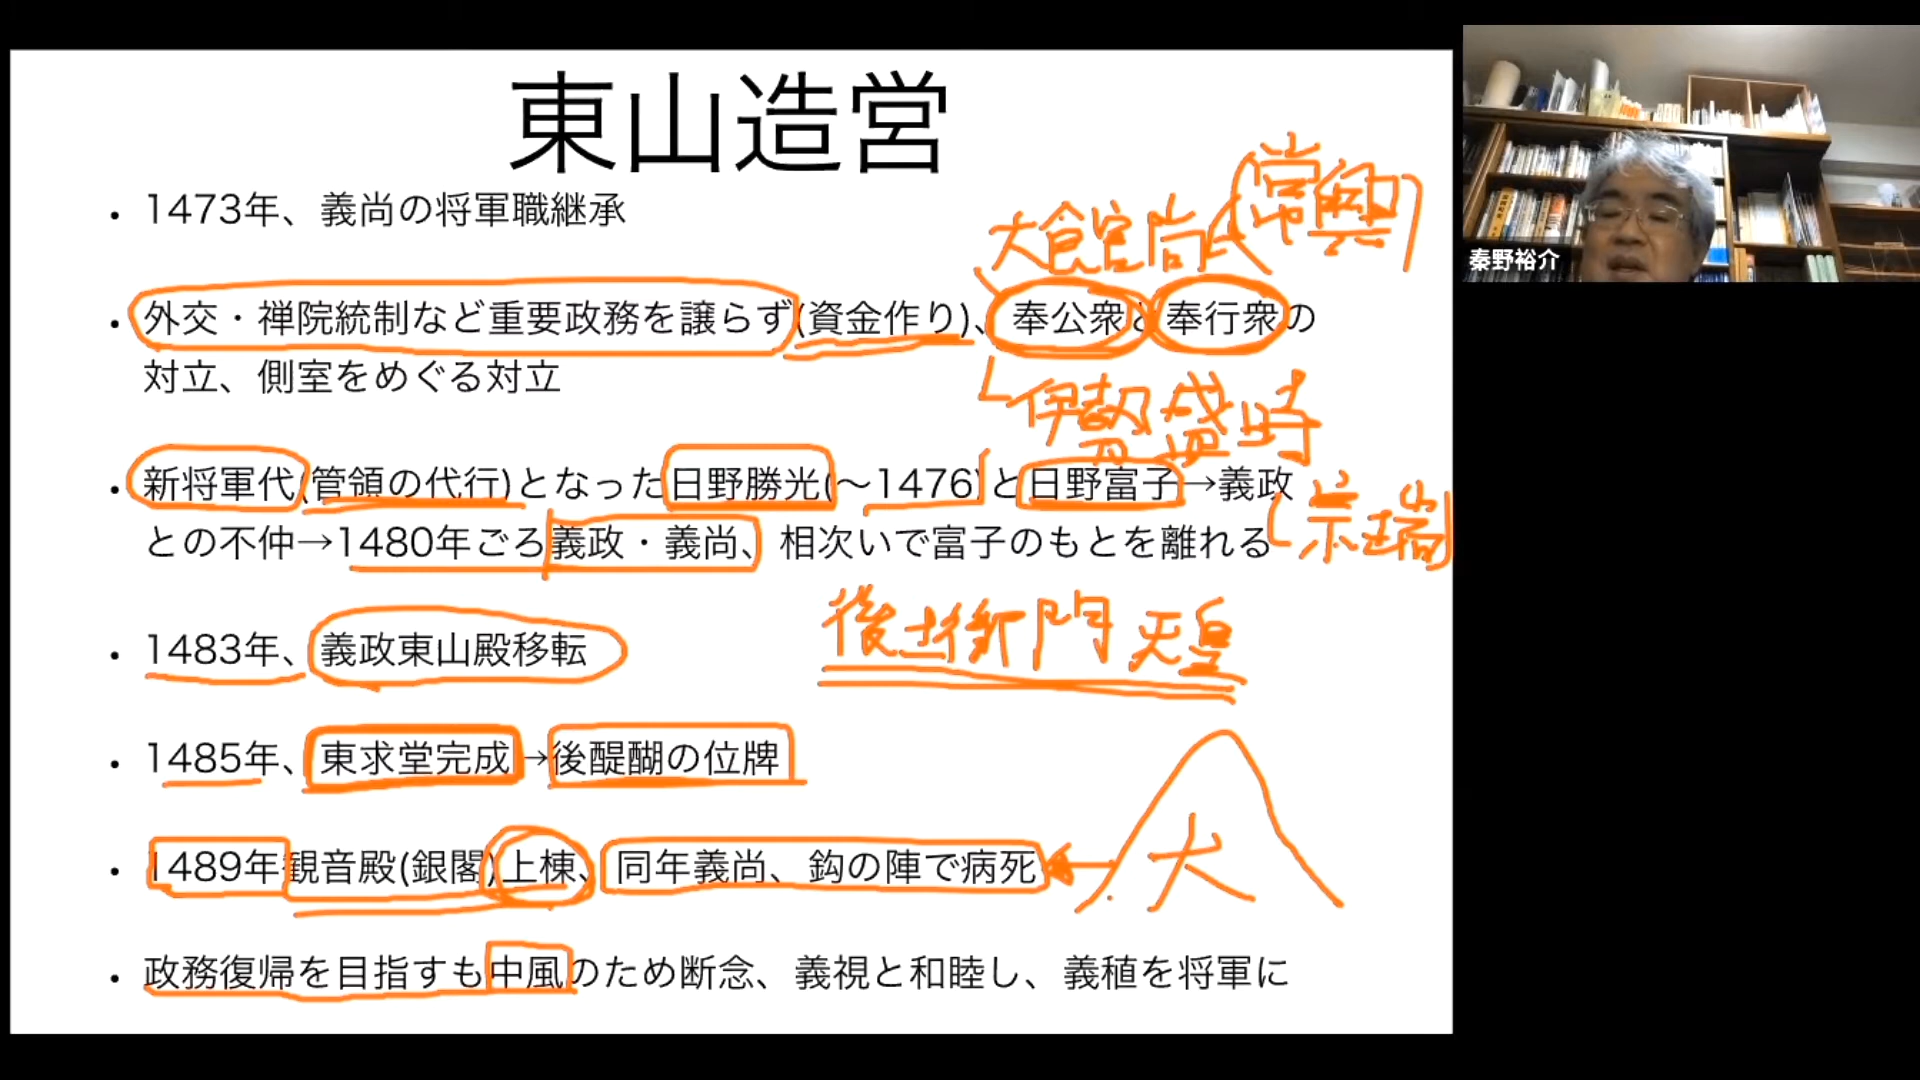 東山造営
・1473年、義尚の将軍職継承
(常興)
大舘尚氏
・外交・禅院統制など重要政務を譲らず(資金作り)、奉公衆と奉行衆の
対立、側室をめぐる対立
伊勢盛時
・新将軍代(管領の代行)となった日野勝光(〜1476)と日野富子→義政
との不仲→1480年ごろ義政・義尚、相次いで富子のもとを離れる
(宗瑞)
後土御門天皇
・1483年、義政東山殿移転
・1485年、東求堂完成→後醍醐の位牌
大
・1489年観音殿(銀閣)上棟、同年義尚、鈎の陣で病死
・政務復帰を目指すも中風のため断念、義視と和睦し、義稙を将軍に
秦野裕介